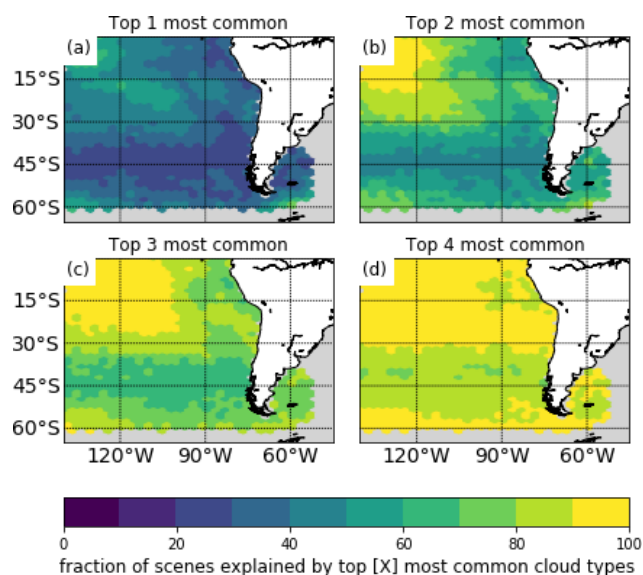 Top 1 most common
Top 2 most common
(a)
(b)
15°S
30°S
45°S
60°S
Top 3 most common
Top 4 most common
(c)
(d)
15°S
30°S
45°S
60°S
120°W 90°W 60°W
120°W 90°W 60°W
0 20 40 60 80 100
fraction of scenes explained by top [X] most common cloud types